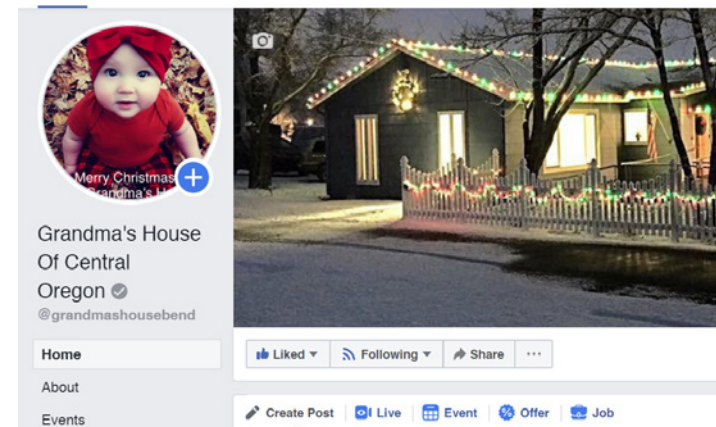 Merry Christmas
Grandma's H
Grandma's House
Of Central
Oregon
@grandmashousebend
Home
About
Events
Liked
Following
Share
...
Create Post
Live
Event
Offer
Job